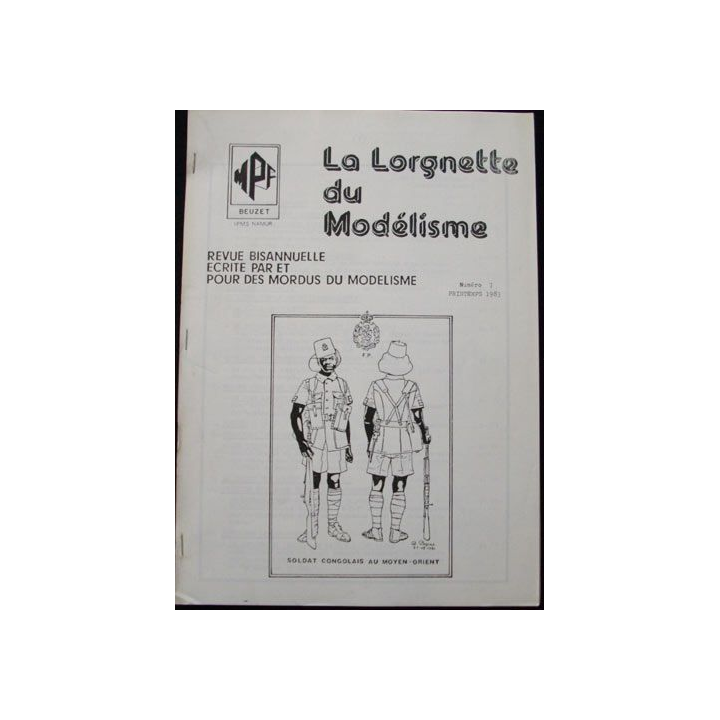 MPF
BEUZET
La Lorgnette
du
Modélisme
REVUE BISANNUELLE
ECRITE PAR ET
POUR DES MORDUS DU MODELISME
Numéro 1
PRINTEMPS 1981
F.P.
SOLDAT CONGOLAIS AU MOYEN-ORIENT